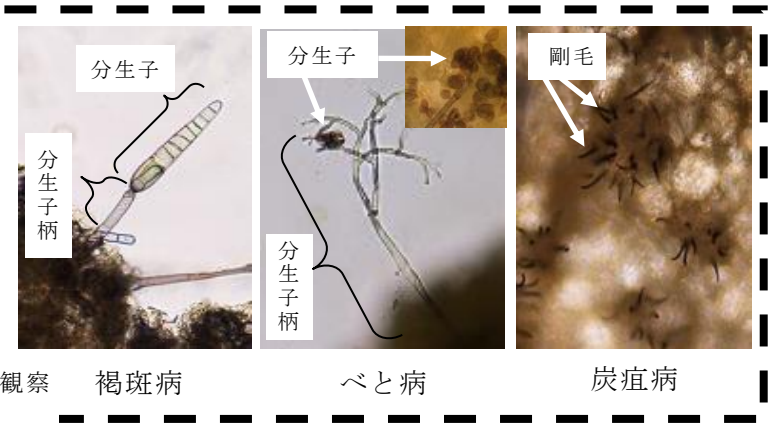 分生子
分生子柄
分生子
分生子柄
剛毛
観察
褐斑病
べと病
炭疽病